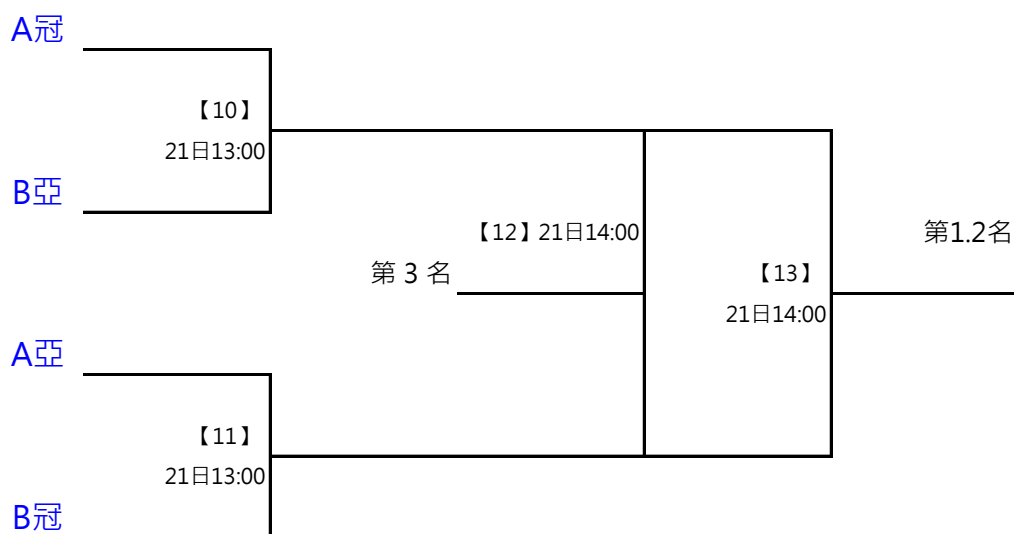 A冠
【10】
21日13:00
B亞
【12】21日14:00
第1.2名
第 3 名
【13】
21日14:00
A亞
【11】
21日13:00
B冠